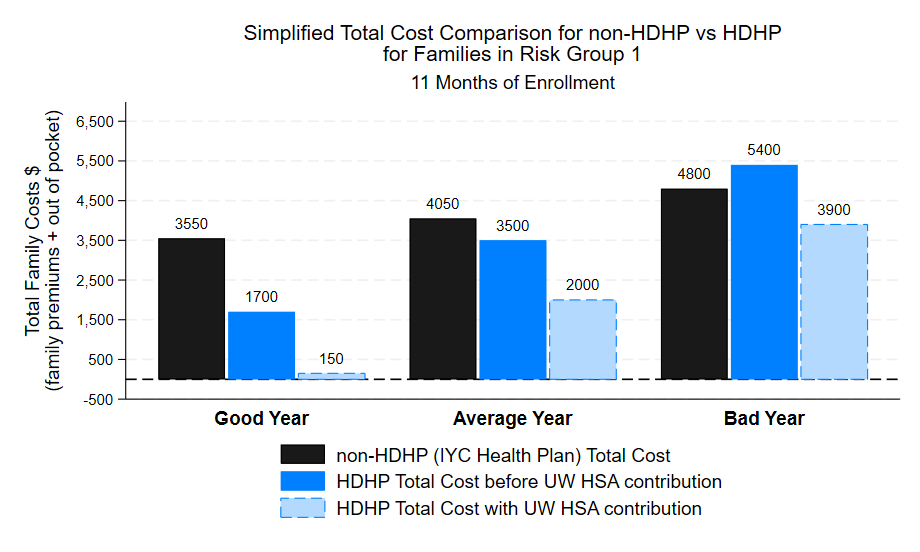 Simplified Total Cost Comparison for non-HDHP vs HDHP
for Families in Risk Group 1
11 Months of Enrollment
Total Family Costs $
(family premiums + out of pocket)
6,500
5,500
4,500
3,500
2,500
1,500
500
-500
3550
1700
150
4050
3500
2000
4800
5400
3900
Good Year
Average Year
Bad Year
non-HDHP (IYC Health Plan) Total Cost
HDHP Total Cost before UW HSA contribution
HDHP Total Cost with UW HSA contribution